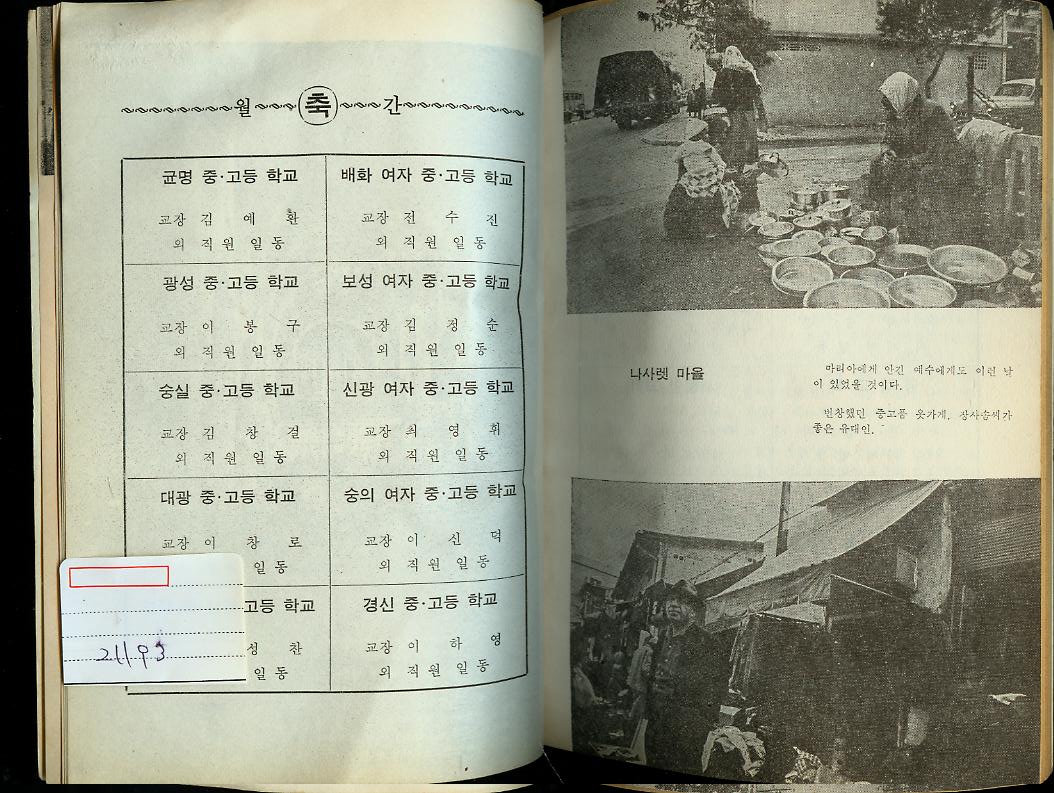 월 축 간
균명 중·고등 학교
교장 김 예 환
외 직원 일동
배화 여자 중·고등 학교
교장 전 수 진
외 직원 일동
광성 중·고등 학교
교장 이 봉 구
외 직원 일동
보성 여자 중·고등 학교
교장 김 정 순
외 직원 일동
숭실 중·고등 학교
교장 김 창 걸
외 직원 일동
신광 여자 중·고등 학교
교장 최 영 휘
외 직원 일동
대광 중·고등 학교
교장 이 창 로
일동
숭의 여자 중·고등 학교
교장 이 신 덕
외 직원 일동
고등 학교
성 찬
일동
경신 중·고등 학교
교장 이 하 영
외 직원 일동
나사렛 마을
마리아에게 안긴 예수에게도 이런 날
이 있었을 것이다.
번창했던 중고품 옷가게. 장사솜씨가
좋은 유대인.